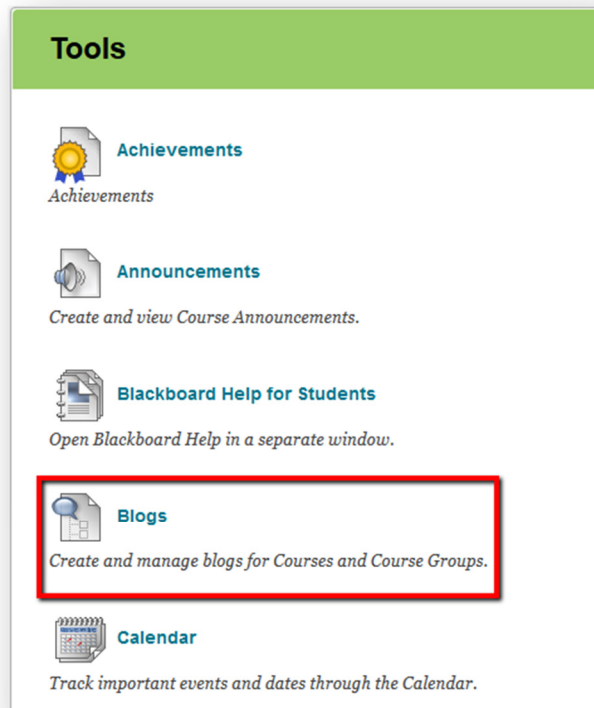 Tools
Achievements
Achievements
Announcements
Create and view Course Announcements.
Blackboard Help for Students
Open Blackboard Help in a separate window.
Blogs
Create and manage blogs for Courses and Course Groups.
Calendar
Track important events and dates through the Calendar.